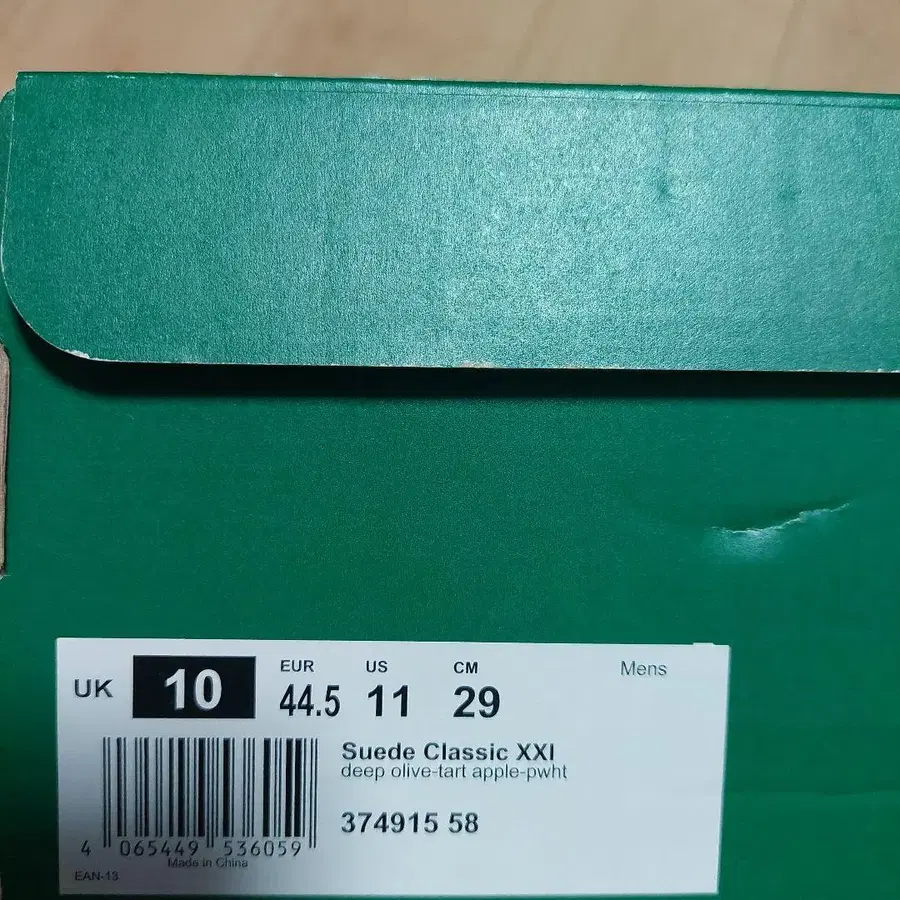 UK 10 EUR 44.5 US 11 CM 29 Mens
Suede Classic XXI
deep olive-tart apple-pwht
374915 58
4 065449 536059
Made in China
EAN-13